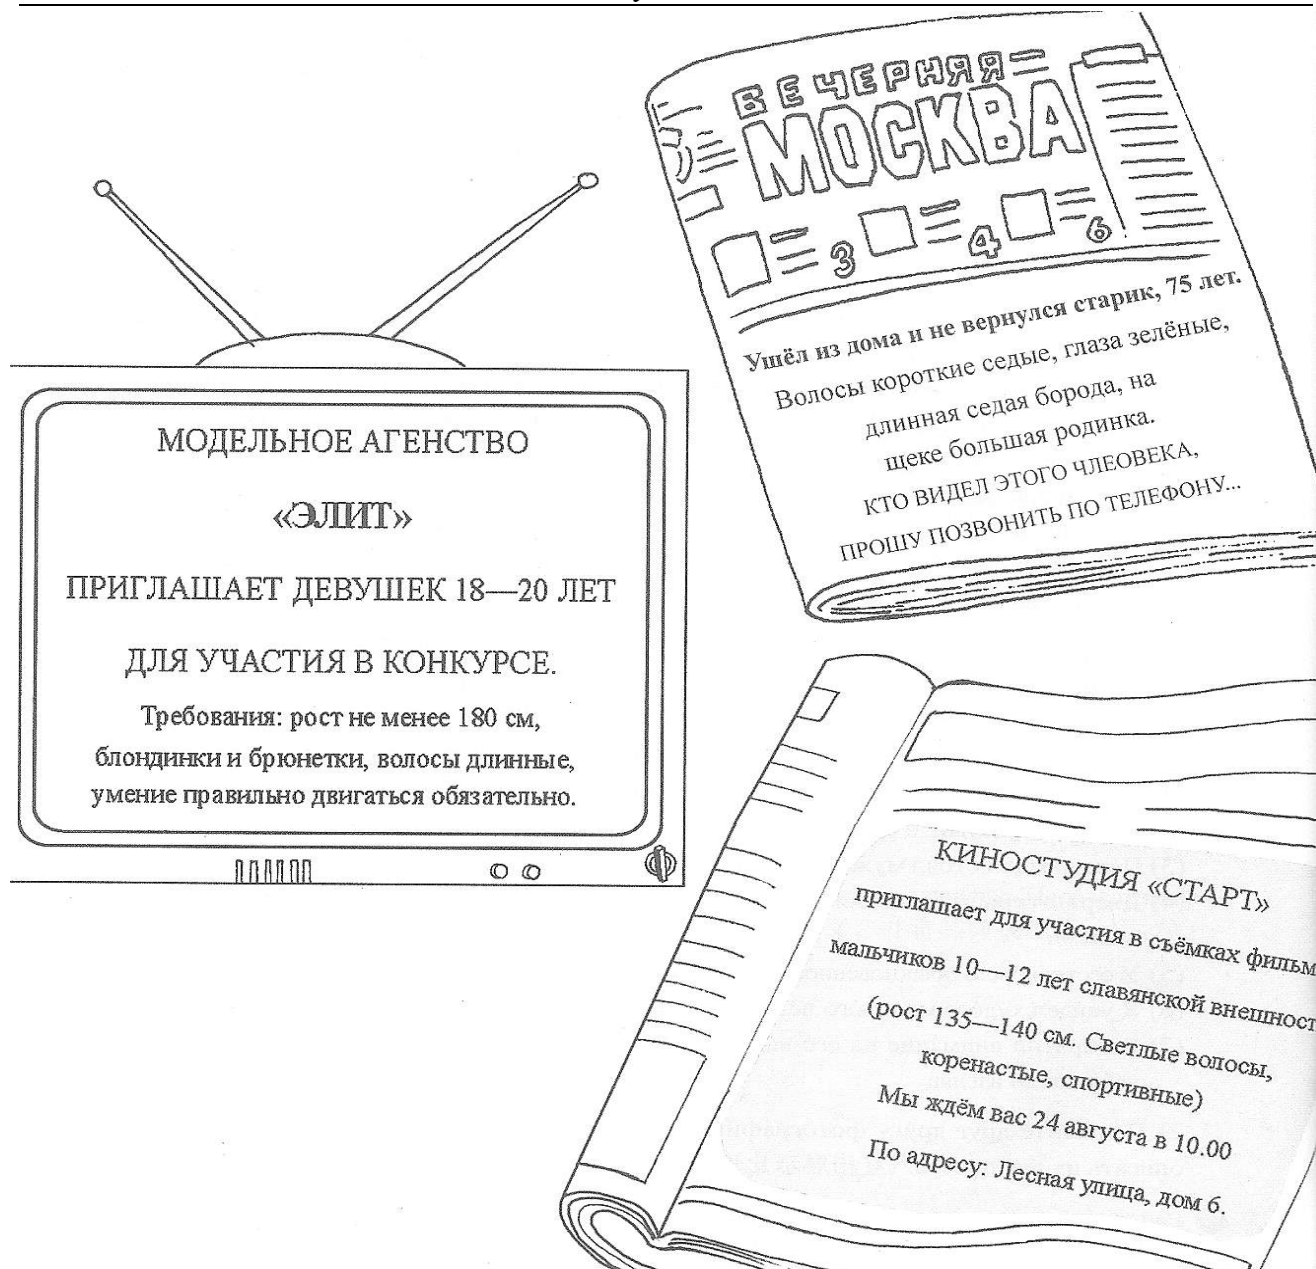 МОДЕЛЬНОЕ АГЕНСТВО
«ЭЛИТ»
ПРИГЛАШАЕТ ДЕВУШЕК 18—20 ЛЕТ
ДЛЯ УЧАСТИЯ В КОНКУРСЕ.
Требования: рост не менее 180 см,
блондинки и брюнетки, волосы длинные,
умение правильно двигаться обязательно.
ВЕЧЕРНЯЯ
МОСКВА
3 4 6
Ушёл из дома и не вернулся старик, 75 лет.
Волосы короткие седые, глаза зелёные,
длинная седая борода, на
щеке большая родинка.
КТО ВИДЕЛ ЭТОГО ЧЛЕОВЕКА,
ПРОШУ ПОЗВОНИТЬ ПО ТЕЛЕФОНУ...
КИНОСТУДИЯ «СТАРТ»
приглашает для участия в съёмках фильм
мальчиков 10—12 лет славянской внешност
(рост 135—140 см. Светлые волосы,
коренастые, спортивные)
Мы ждём вас 24 августа в 10.00
По адресу: Лесная улица, дом 6.